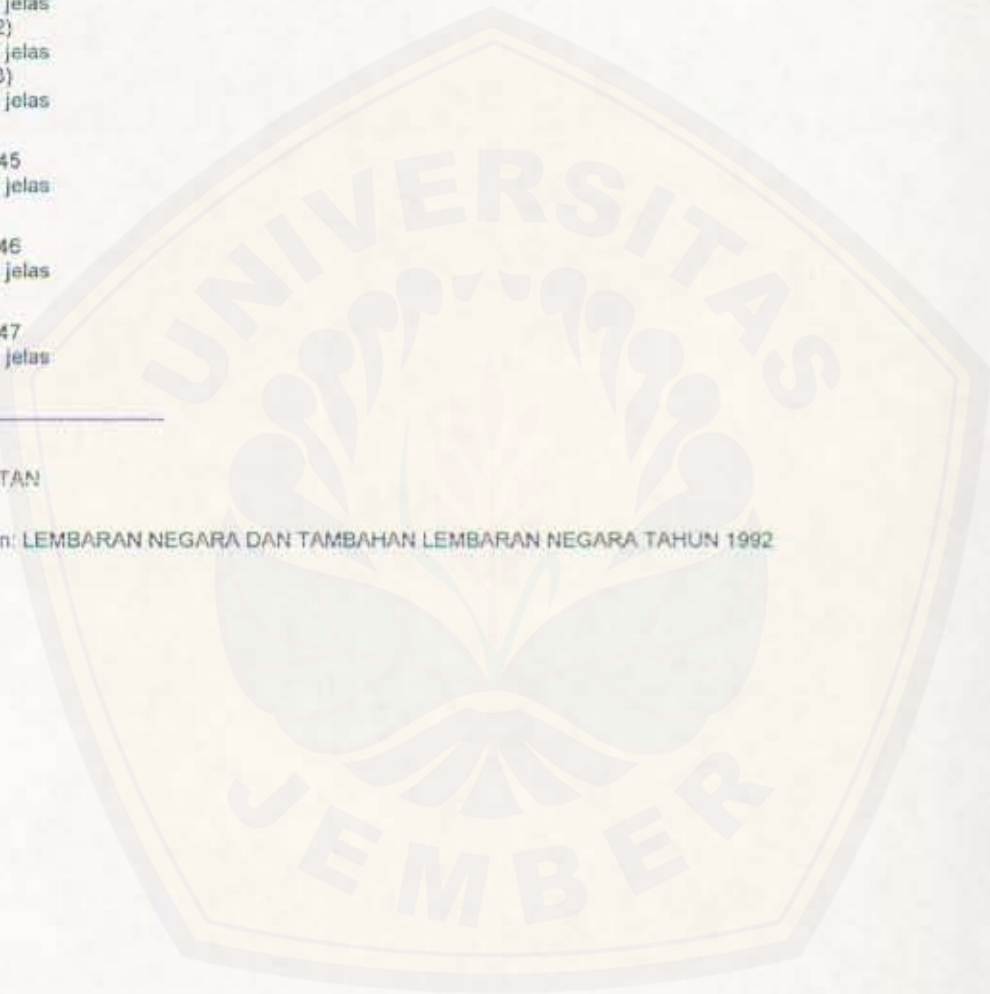 jelas
2)
jelas
3)
jelas
45
jelas
46
jelas
47
jelas
TAN
n: LEMBARAN NEGARA DAN TAMBAHAN LEMBARAN NEGARA TAHUN 1992
UNIVERSITAS
JEMBER